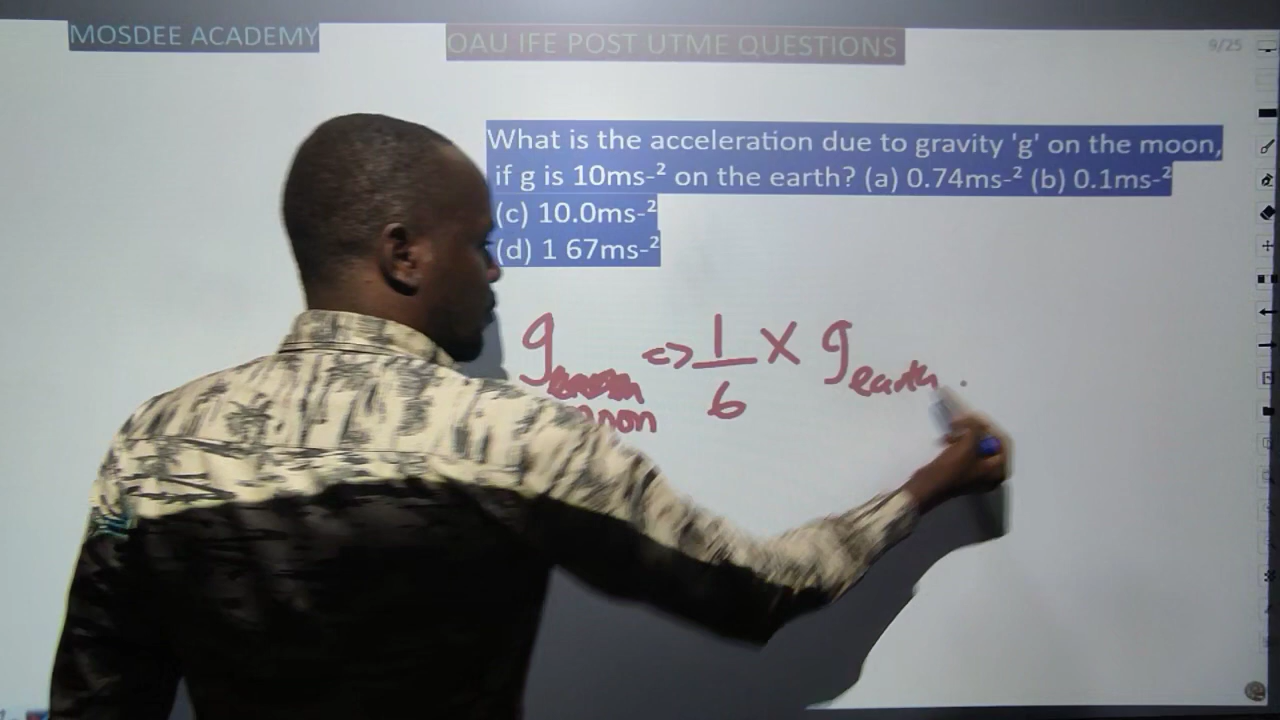 MOSDEE ACADEMY
OAU IFE POST UTME QUESTIONS
9/25
What is the acceleration due to gravity 'g' on the moon,
if g is 10ms-² on the earth? (a) 0.74ms-² (b) 0.1ms-²
(c) 10.0ms-²
(d) 1 67ms-²
g <=> 1/6 × g earth